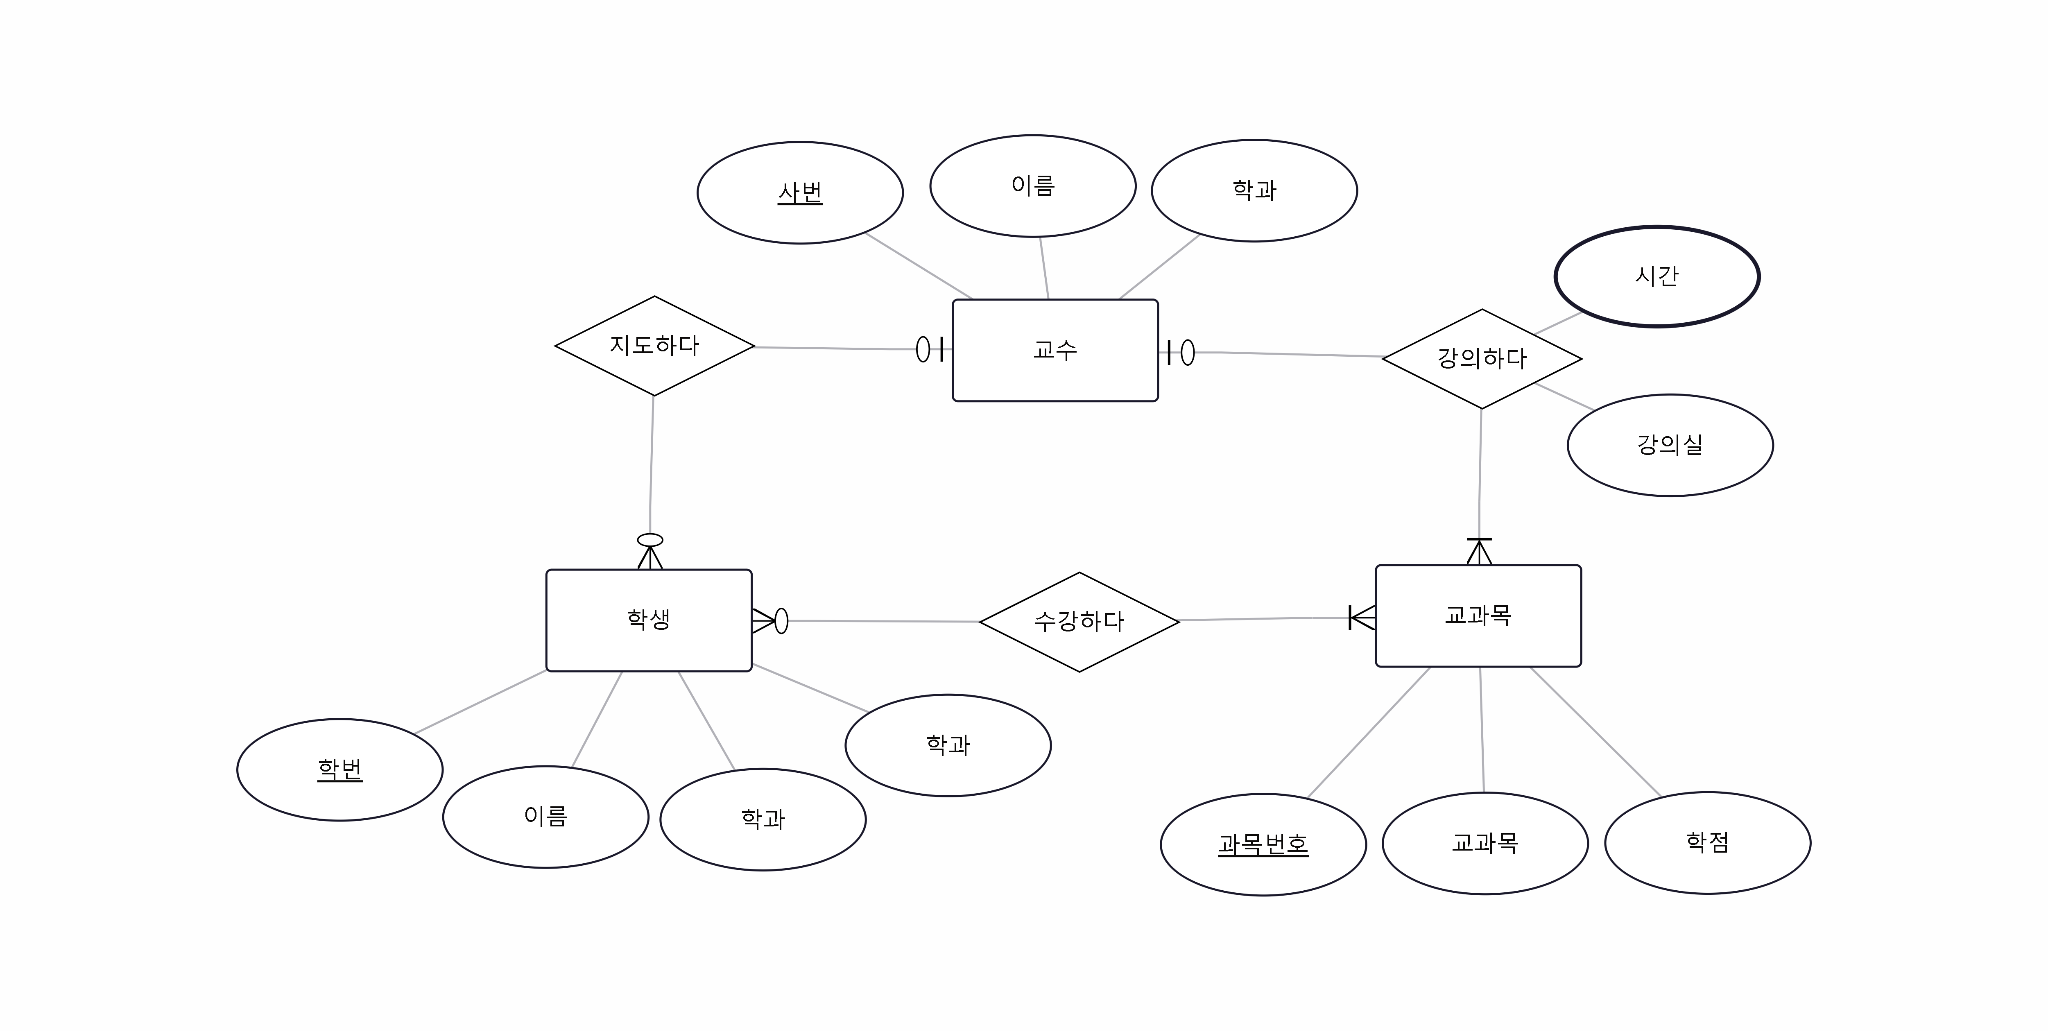 사번
이름
학과
시간
지도하다
교수
강의하다
강의실
학생
수강하다
교과목
학번
이름
학과
학과
과목번호
교과목
학점